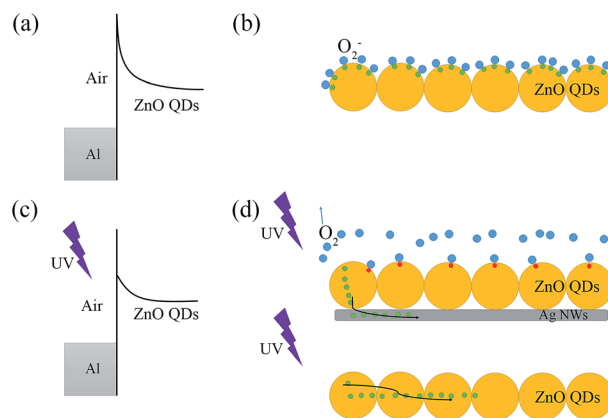 (a)
Air
ZnO QDs
Al
(b)
O2-
ZnO QDs
(c)
UV
Air
ZnO QDs
Al
(d)
UV
O2
ZnO QDs
Ag NWs
UV
ZnO QDs